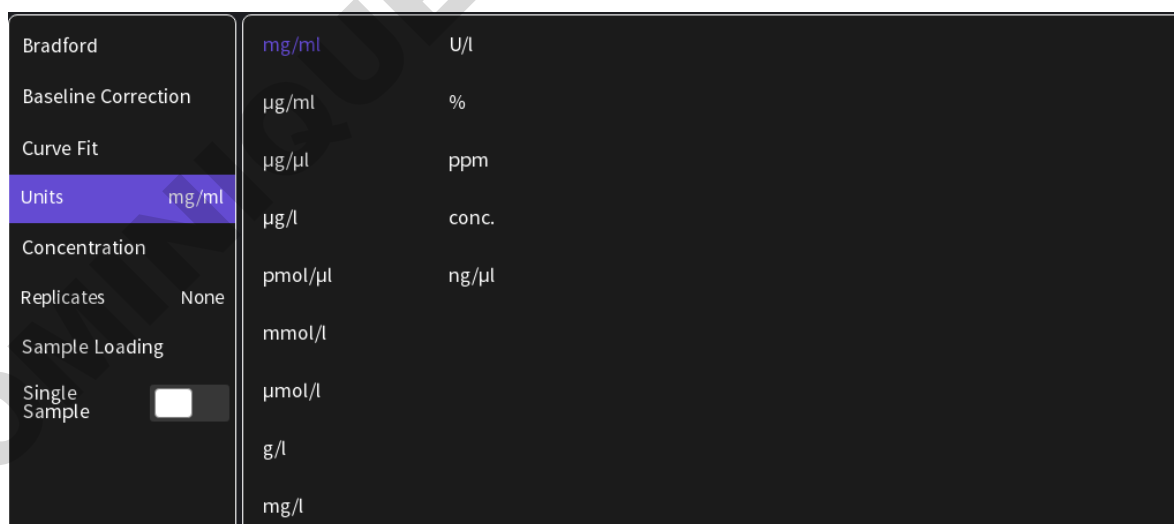 Bradford
Baseline Correction
Curve Fit
Units mg/ml
Concentration
Replicates None
Sample Loading
Single
Sample
mg/ml U/l
µg/ml %
µg/µl ppm
µg/l conc.
pmol/µl ng/µl
mmol/l
µmol/l
g/l
mg/l